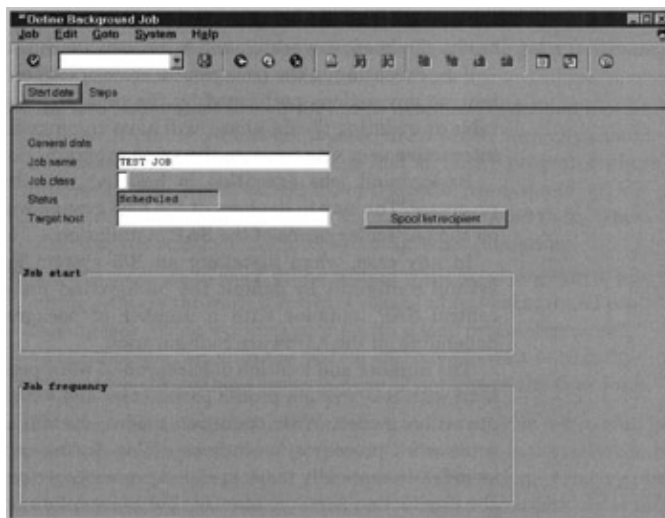 Define Background Job
Job Edit Goto System Help
Start date Steps
General data
Job name TEST JOB
Job class
Status Scheduled
Target host Spool list recipient
Job start
Job frequency